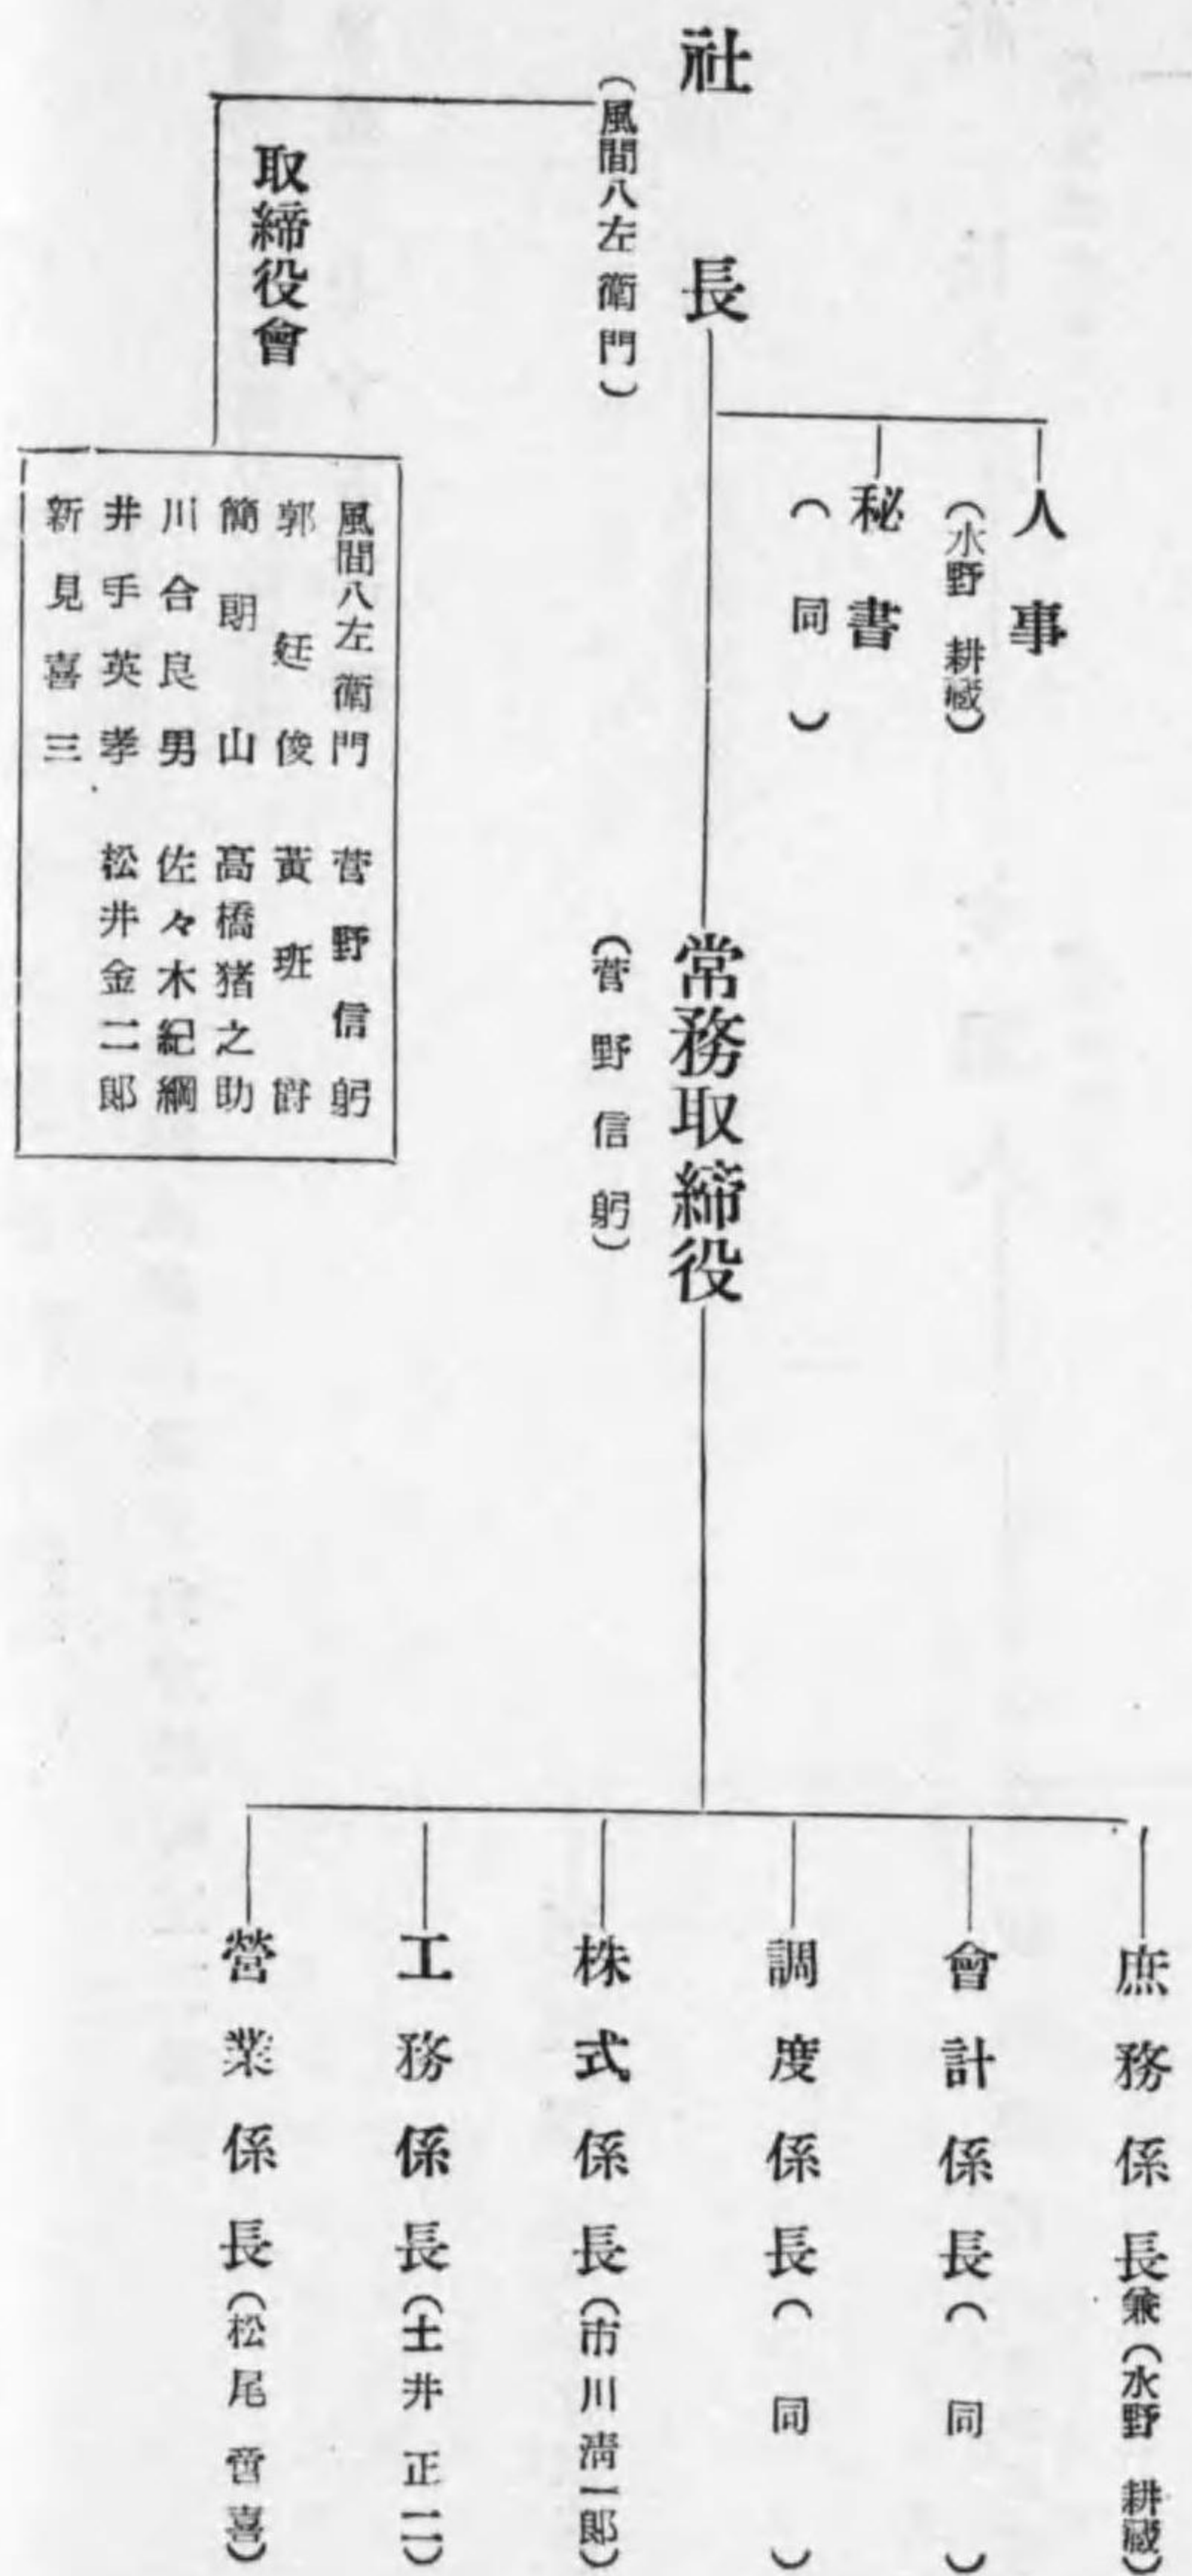 社長
(風間八左衛門)
人事
(水野耕藏)
秘書
(同)
取締役會
風間八左衛門 菅野信躬
郭廷俊 黃班爵
簡朗山 高橋猪之助
川合良男 佐々木紀綱
井手英孝 松井金二郎
新見喜三
常務取締役
(菅野信躬)
庶務係長兼(水野耕藏)
會計係長(同)
調度係長(同)
株式係長(市川淸一郎)
工務係長(土井正二)
營業係長(松尾 喜)